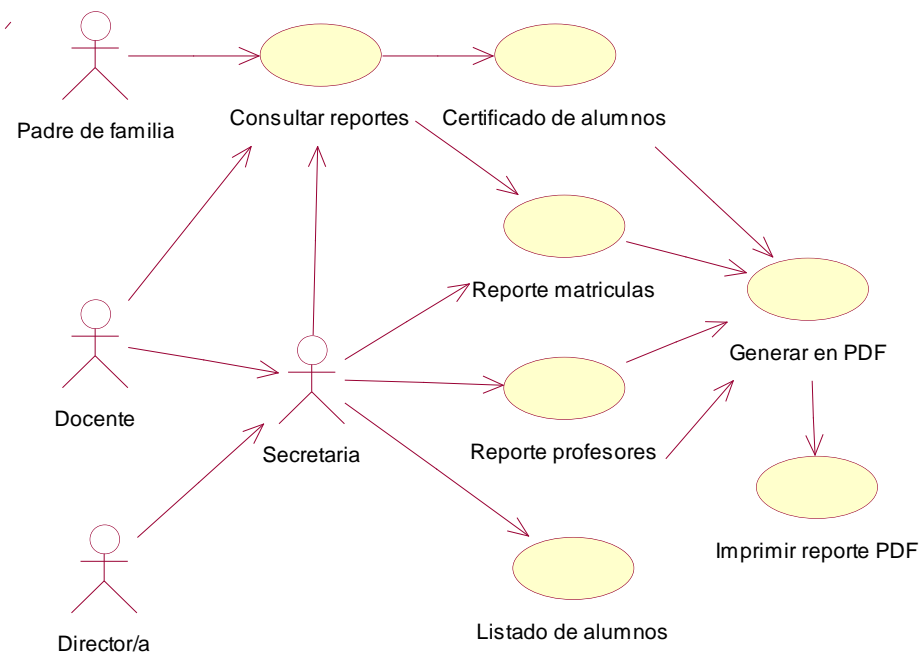 Padre de familia
Consultar reportes
Certificado de alumnos
Reporte matriculas
Generar en PDF
Docente
Secretaria
Reporte profesores
Imprimir reporte PDF
Director/a
Listado de alumnos